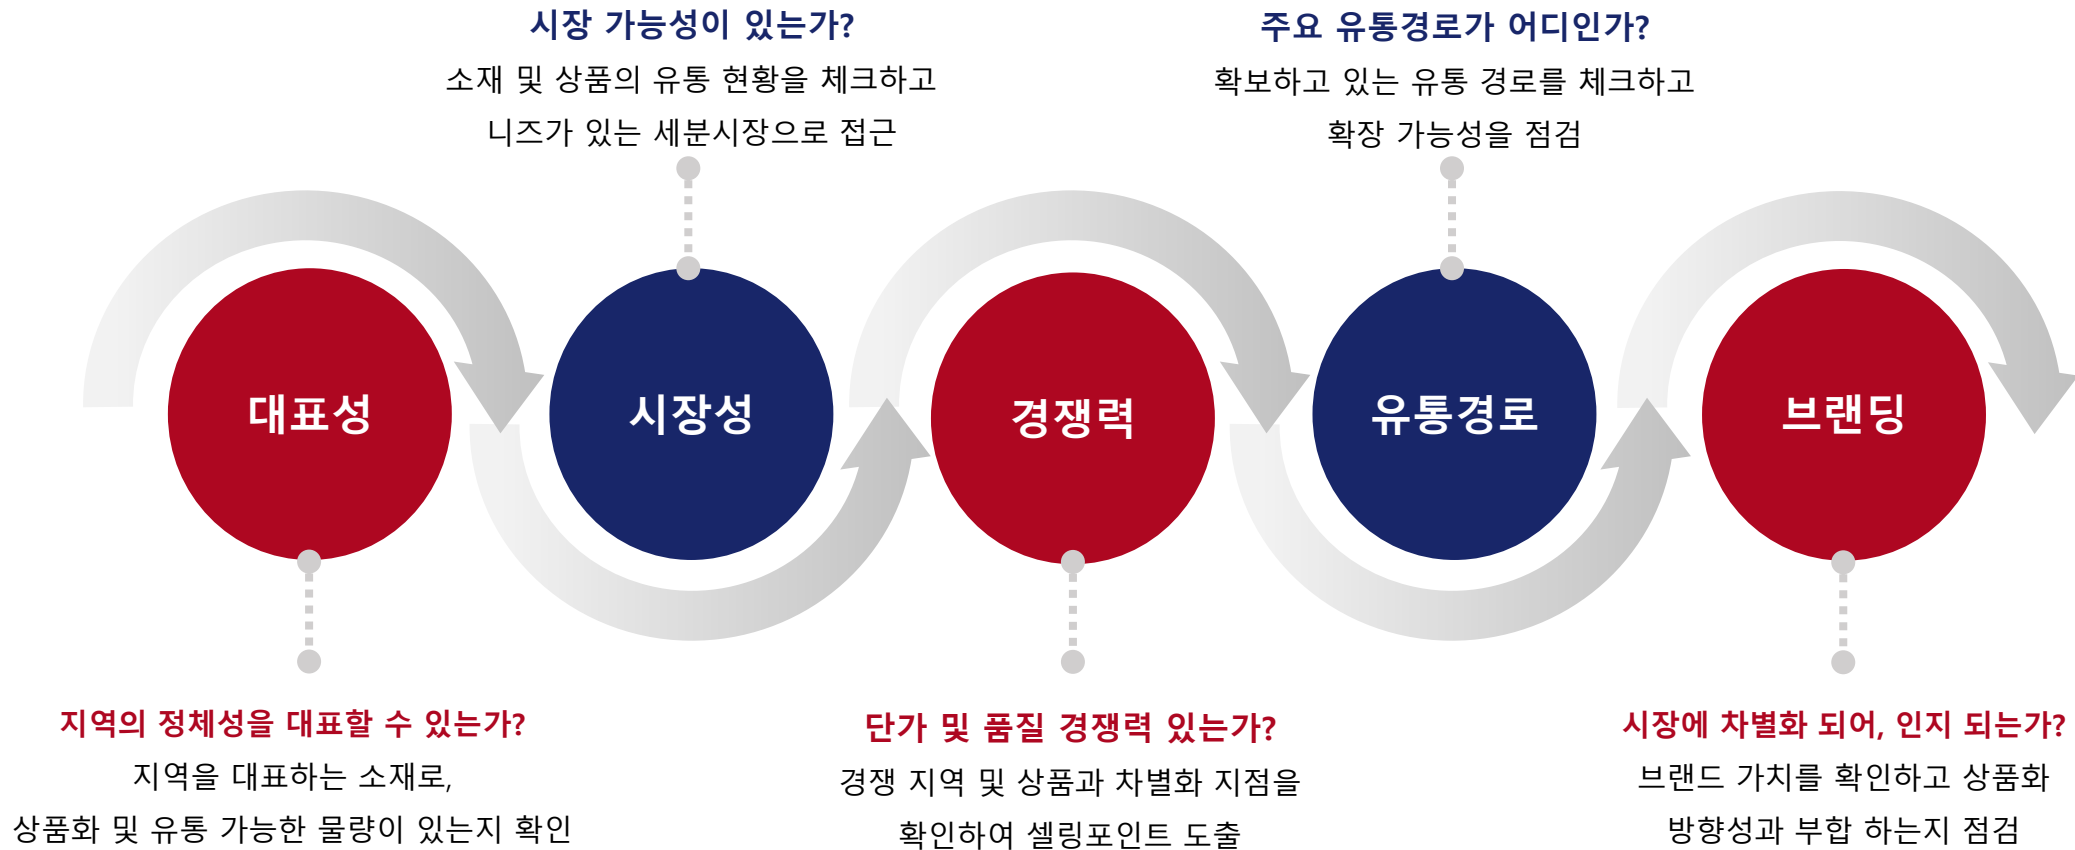 시장 가능성이 있는가?
소재 및 상품의 유통 현황을 체크하고
니즈가 있는 세분시장으로 접근
주요 유통경로가 어디인가?
확보하고 있는 유통 경로를 체크하고
확장 가능성을 점검
대표성
시장성
경쟁력
유통경로
브랜딩
지역의 정체성을 대표할 수 있는가?
지역을 대표하는 소재로,
상품화 및 유통 가능한 물량이 있는지 확인
단가 및 품질 경쟁력 있는가?
경쟁 지역 및 상품과 차별화 지점을
확인하여 셀링포인트 도출
시장에 차별화 되어, 인지 되는가?
브랜드 가치를 확인하고 상품화
방향성과 부합 하는지 점검